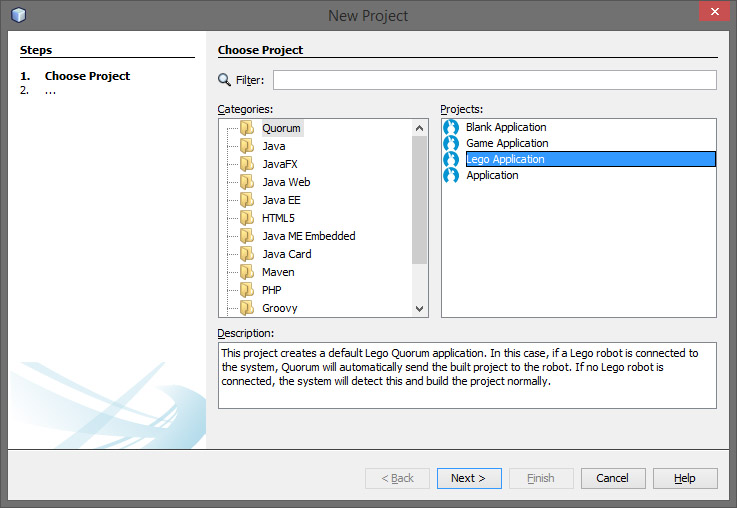 New Project
Steps
1. Choose Project
2. ...
Choose Project
Filter:
Categories:
Quorum
Java
JavaFX
Java Web
Java EE
HTML5
Java ME Embedded
Java Card
Maven
PHP
Groovy
Projects:
Blank Application
Game Application
Lego Application
Application
Description:
This project creates a default Lego Quorum application. In this case, if a Lego robot is connected to
the system, Quorum will automatically send the built project to the robot. If no Lego robot is
connected, the system will detect this and build the project normally.
< Back
Next >
Finish
Cancel
Help